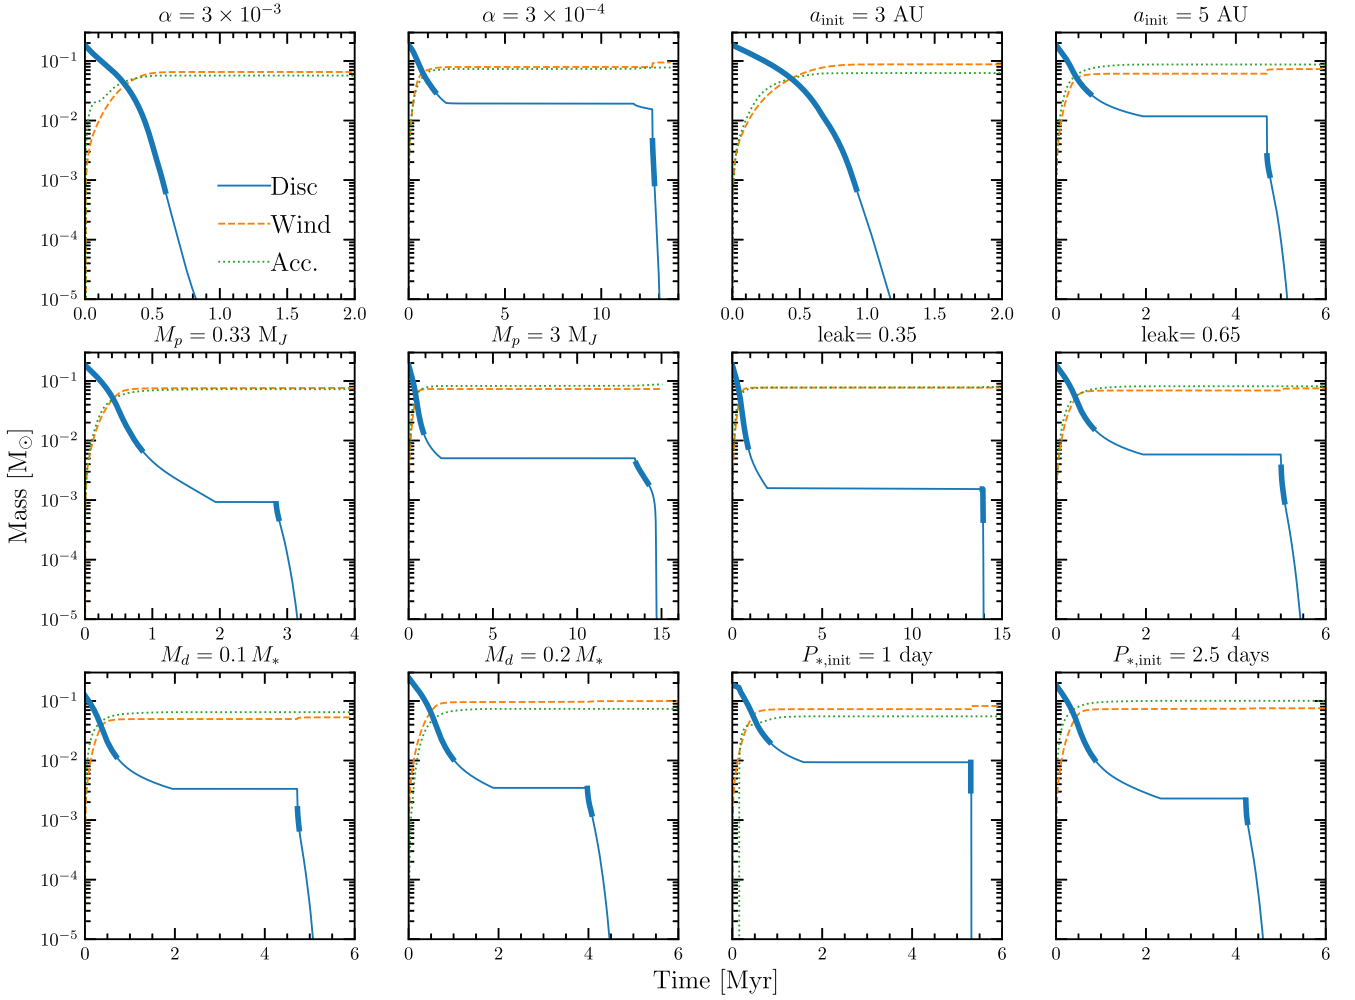 α = 3 × 10⁻³ α = 3 × 10⁻⁴ a_init = 3 AU a_init = 5 AU
10⁻¹
10⁻²
10⁻³
10⁻⁴
10⁻⁵
Disc
Wind
Acc.
0.0 0.5 1.0 1.5 2.0 0 5 10 0.0 0.5 1.0 1.5 2.0 0 2 4 6
M_p = 0.33 M_J M_p = 3 M_J leak= 0.35 leak= 0.65
10⁻¹
10⁻²
10⁻³
10⁻⁴
10⁻⁵
Mass [M_⊙]
0 1 2 3 4 0 5 10 15 0 5 10 15 0 2 4 6
M_d = 0.1 M_* M_d = 0.2 M_* P_*,init = 1 day P_*,init = 2.5 days
10⁻¹
10⁻²
10⁻³
10⁻⁴
10⁻⁵
0 2 4 6 0 2 4 6 0 2 4 6 0 2 4 6
Time [Myr]